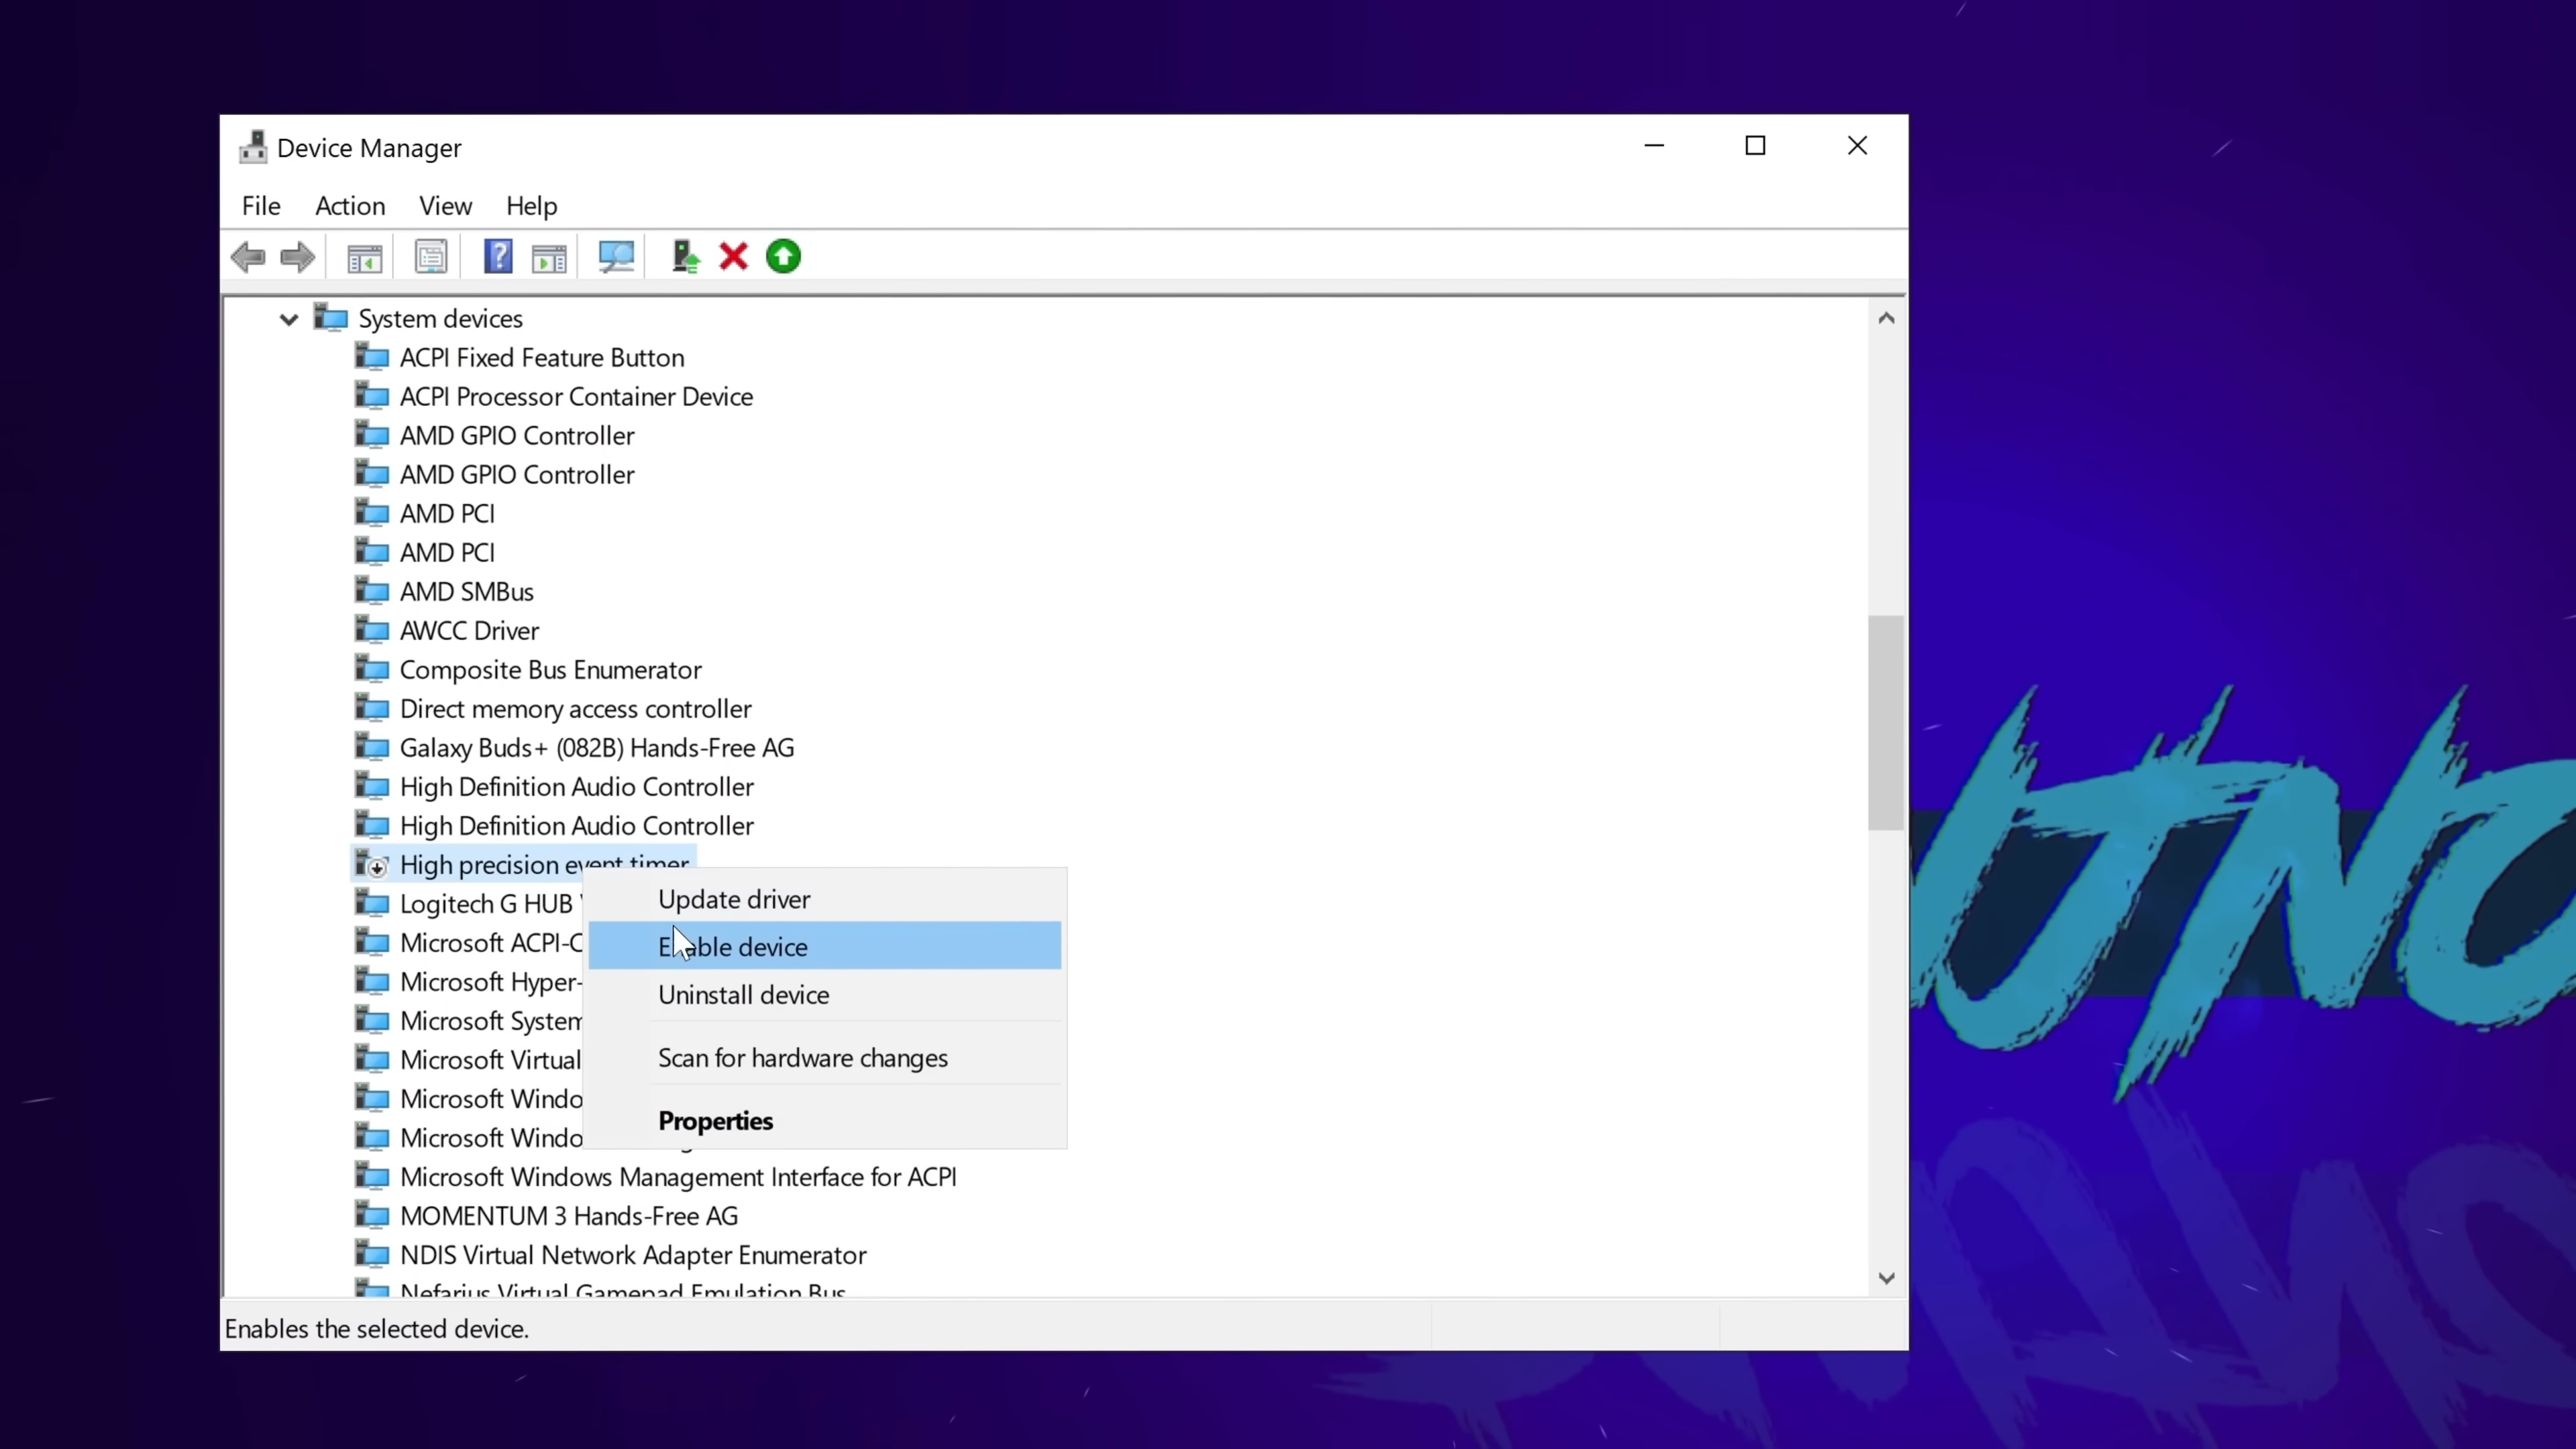 Device Manager
File Action View Help
System devices
ACPI Fixed Feature Button
ACPI Processor Container Device
AMD GPIO Controller
AMD GPIO Controller
AMD PCI
AMD PCI
AMD SMBus
AWCC Driver
Composite Bus Enumerator
Direct memory access controller
Galaxy Buds+ (082B) Hands-Free AG
High Definition Audio Controller
High Definition Audio Controller
High precision event timer
Logitech G HUB
Microsoft ACPI-C
Microsoft Hyper-
Microsoft System
Microsoft Virtual
Microsoft Windo
Microsoft Windo
Microsoft Windows Management Interface for ACPI
MOMENTUM 3 Hands-Free AG
NDIS Virtual Network Adapter Enumerator
Nefarius Virtual Gamepad Emulation Bus
Update driver
Enable device
Uninstall device
Scan for hardware changes
Properties
Enables the selected device.